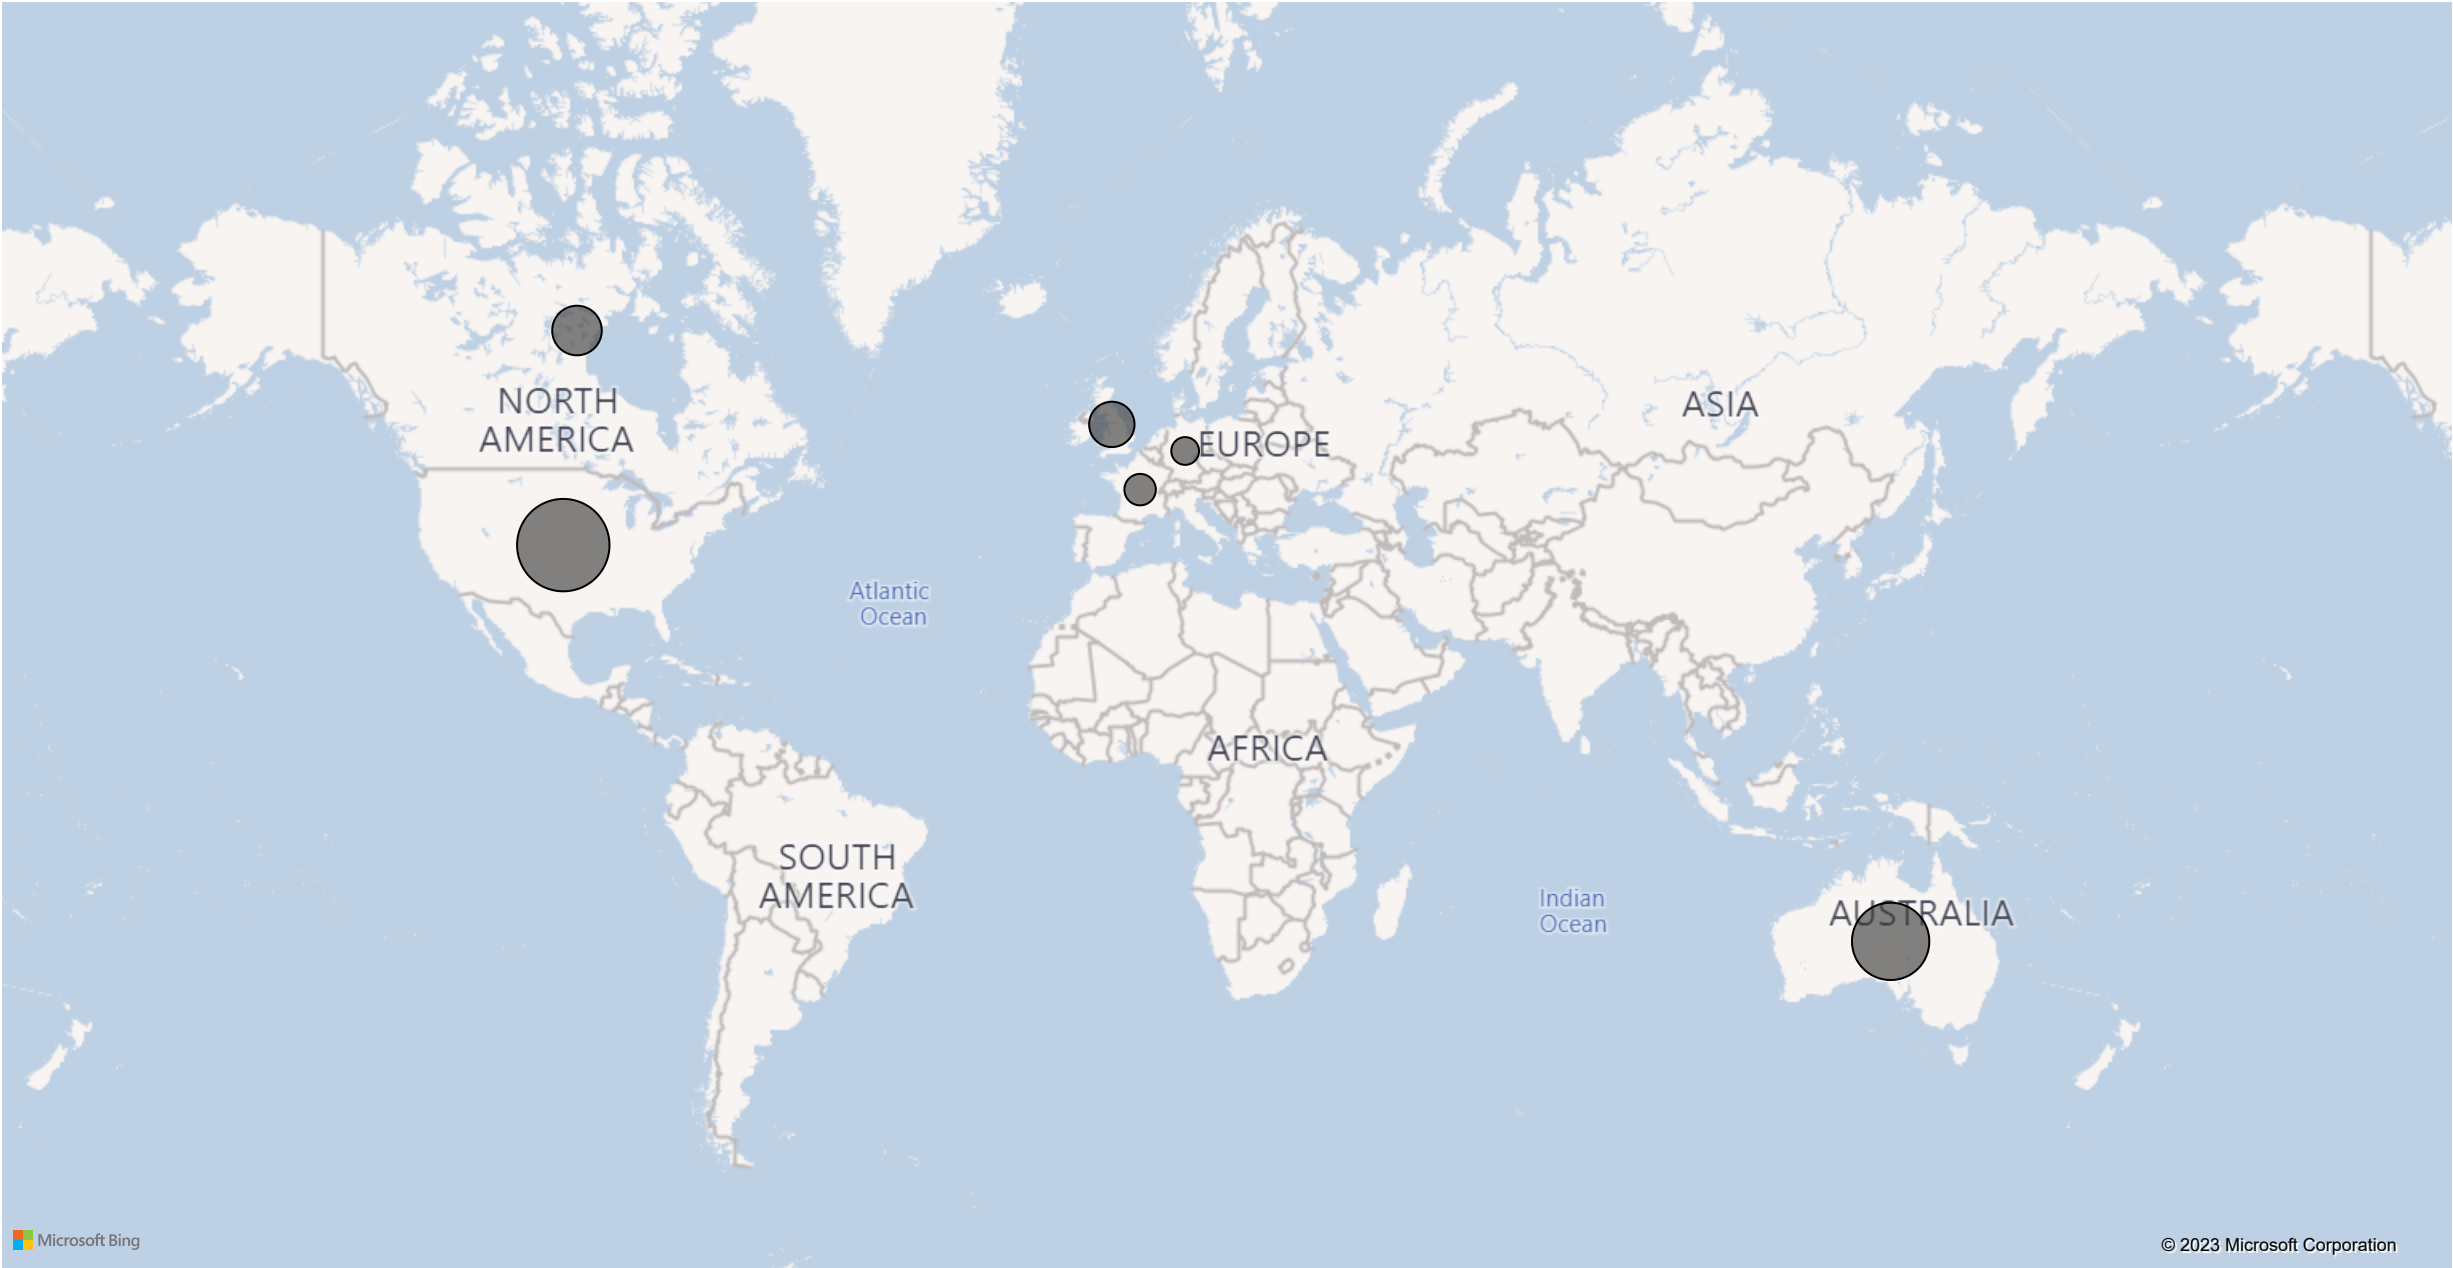 NORTH
AMERICA
ASIA
EUROPE
Atlantic
Ocean
AFRICA
SOUTH
AMERICA
Indian
Ocean
AUSTRALIA
Microsoft Bing
© 2023 Microsoft Corporation